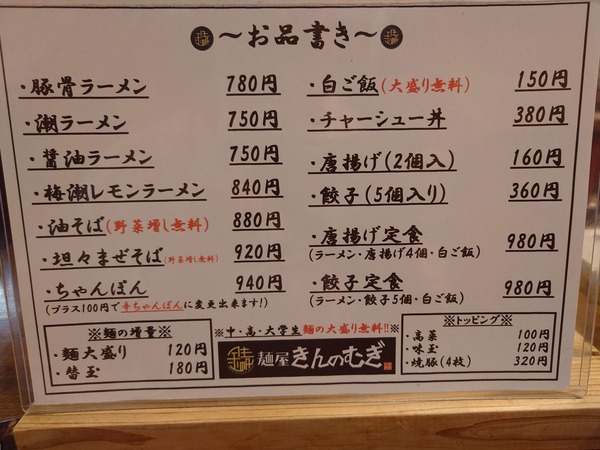 〜お品書き〜
・豚骨ラーメン 780円
・潮ラーメン 750円
・醤油ラーメン 750円
・梅潮レモンラーメン 840円
・油そば(野菜増し無料) 880円
・坦々まぜそば(野菜増し無料) 920円
・ちゃんぽん 940円
(プラス100円で辛ちゃんぽんに変更出来ます!)
・白ご飯(大盛り無料) 150円
・チャーシュー丼 380円
・唐揚げ(2個入) 160円
・餃子(5個入り) 360円
・唐揚げ定食 980円
(ラーメン・唐揚げ4個・白ご飯)
・餃子定食 980円
(ラーメン・餃子5個・白ご飯)
※麺の増量※
・麺大盛り 120円
・替玉 180円
※中・高・大学生麺の大盛り無料!!※
麺屋 きんのむぎ
※トッピング※
・高菜 100円
・味玉 120円
・焼豚(4枚) 320円